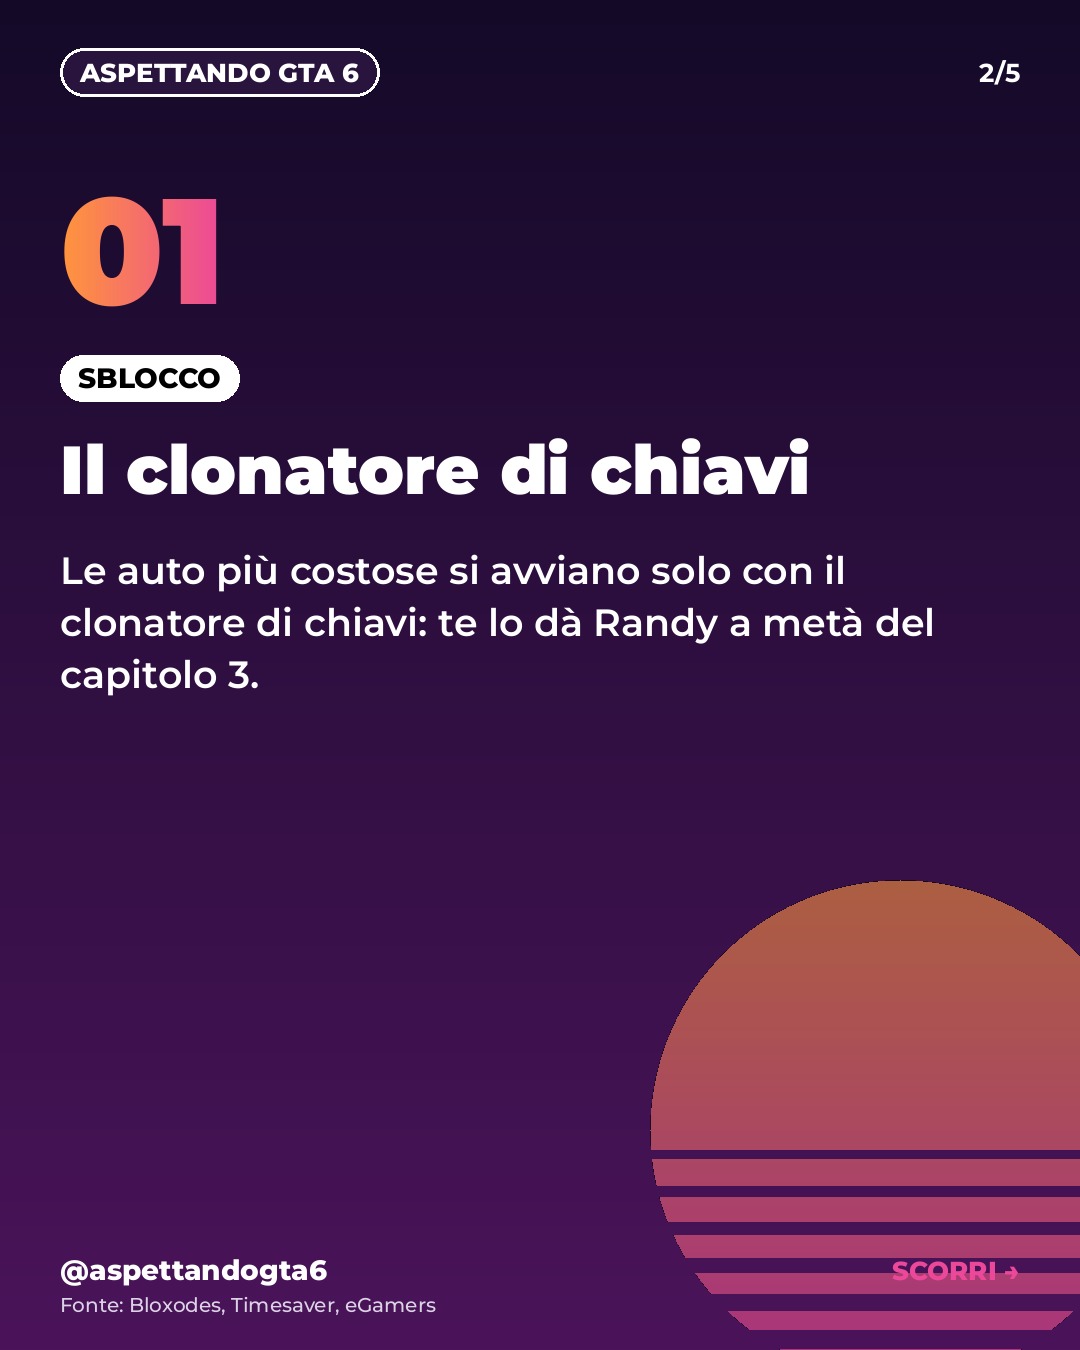 ASPETTANDO GTA 6
2/5
01
SBLOCCO
Il clonatore di chiavi
Le auto più costose si avviano solo con il
clonatore di chiavi: te lo dà Randy a metà del
capitolo 3.
@aspettandogta6
SCORRI →
Fonte: Bloxodes, Timesaver, eGamers